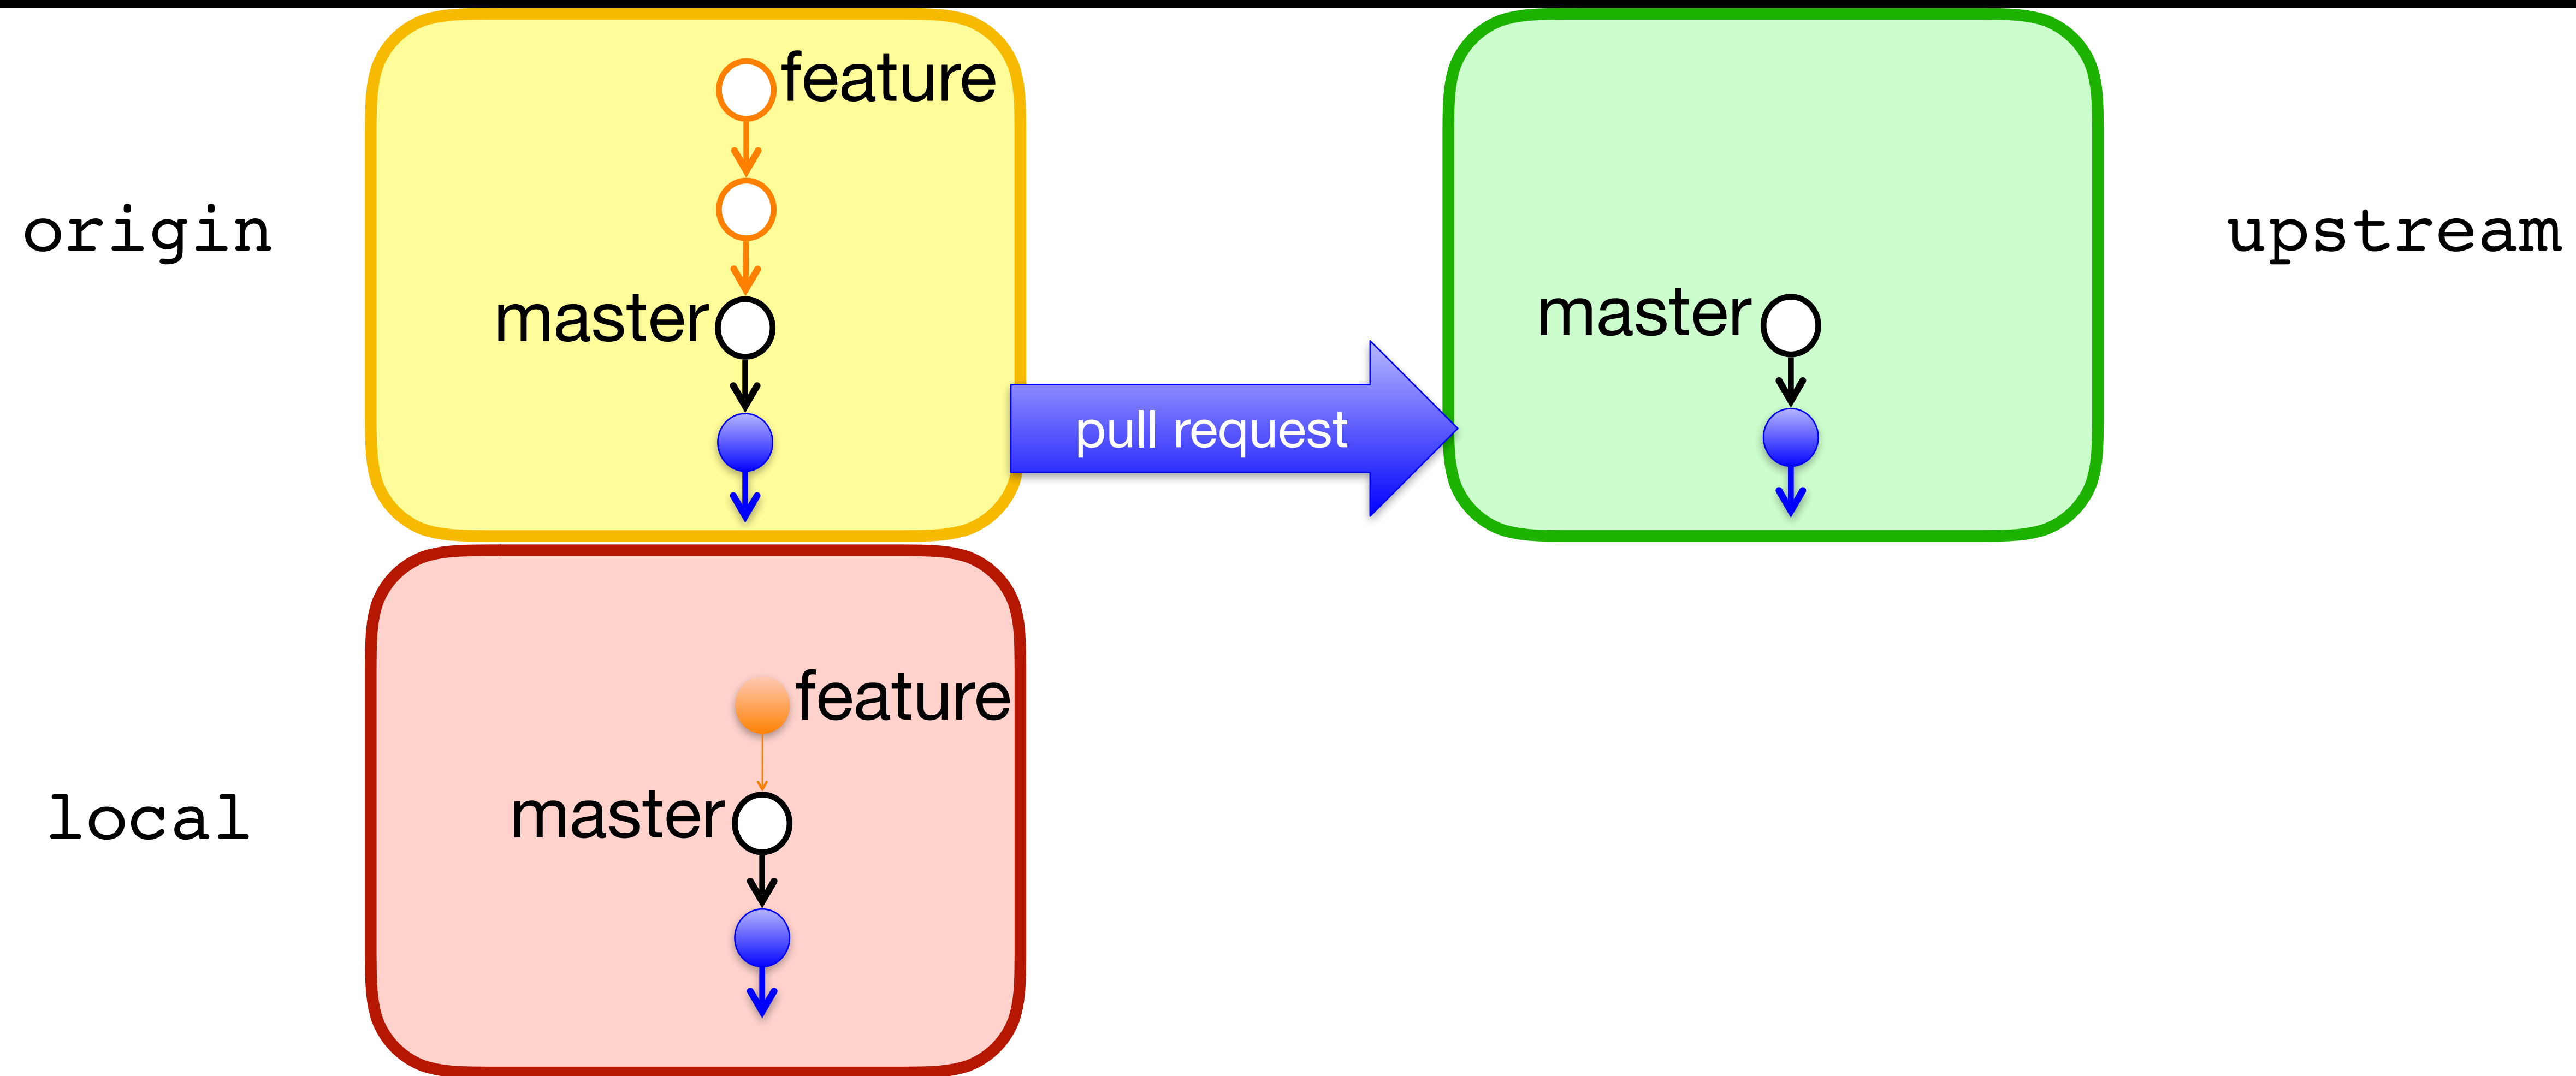 feature
origin
upstream
master
master
pull request
feature
master
local